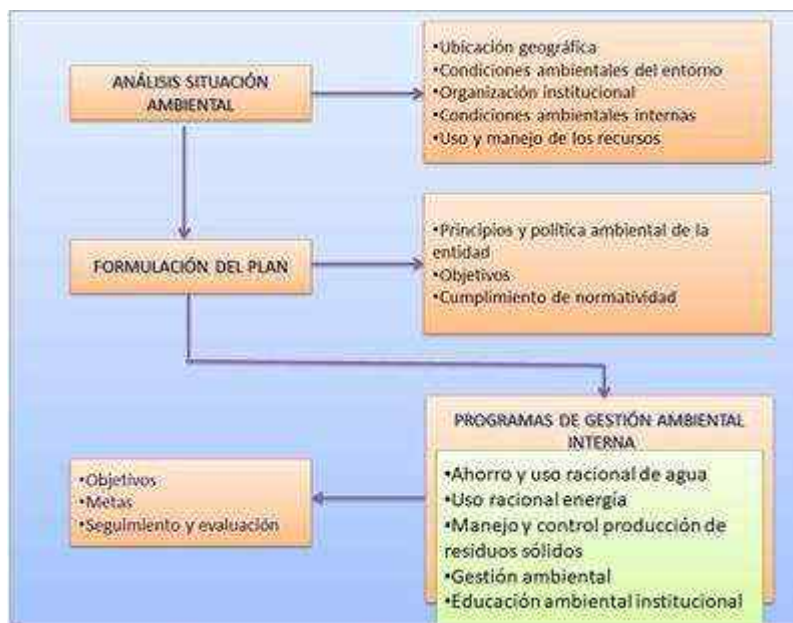 ANÁLISIS SITUACIÓN
AMBIENTAL
•Ubicación geográfica
•Condiciones ambientales del entorno
•Organización institucional
•Condiciones ambientales internas
•Uso y manejo de los recursos
FORMULACIÓN DEL PLAN
•Principios y política ambiental de la
entidad
•Objetivos
•Cumplimiento de normatividad
PROGRAMAS DE GESTIÓN AMBIENTAL
INTERNA
•Ahorro y uso racional de agua
•Uso racional energía
•Manejo y control producción de
residuos sólidos
•Gestión ambiental
•Educación ambiental institucional
•Objetivos
•Metas
•Seguimiento y evaluación